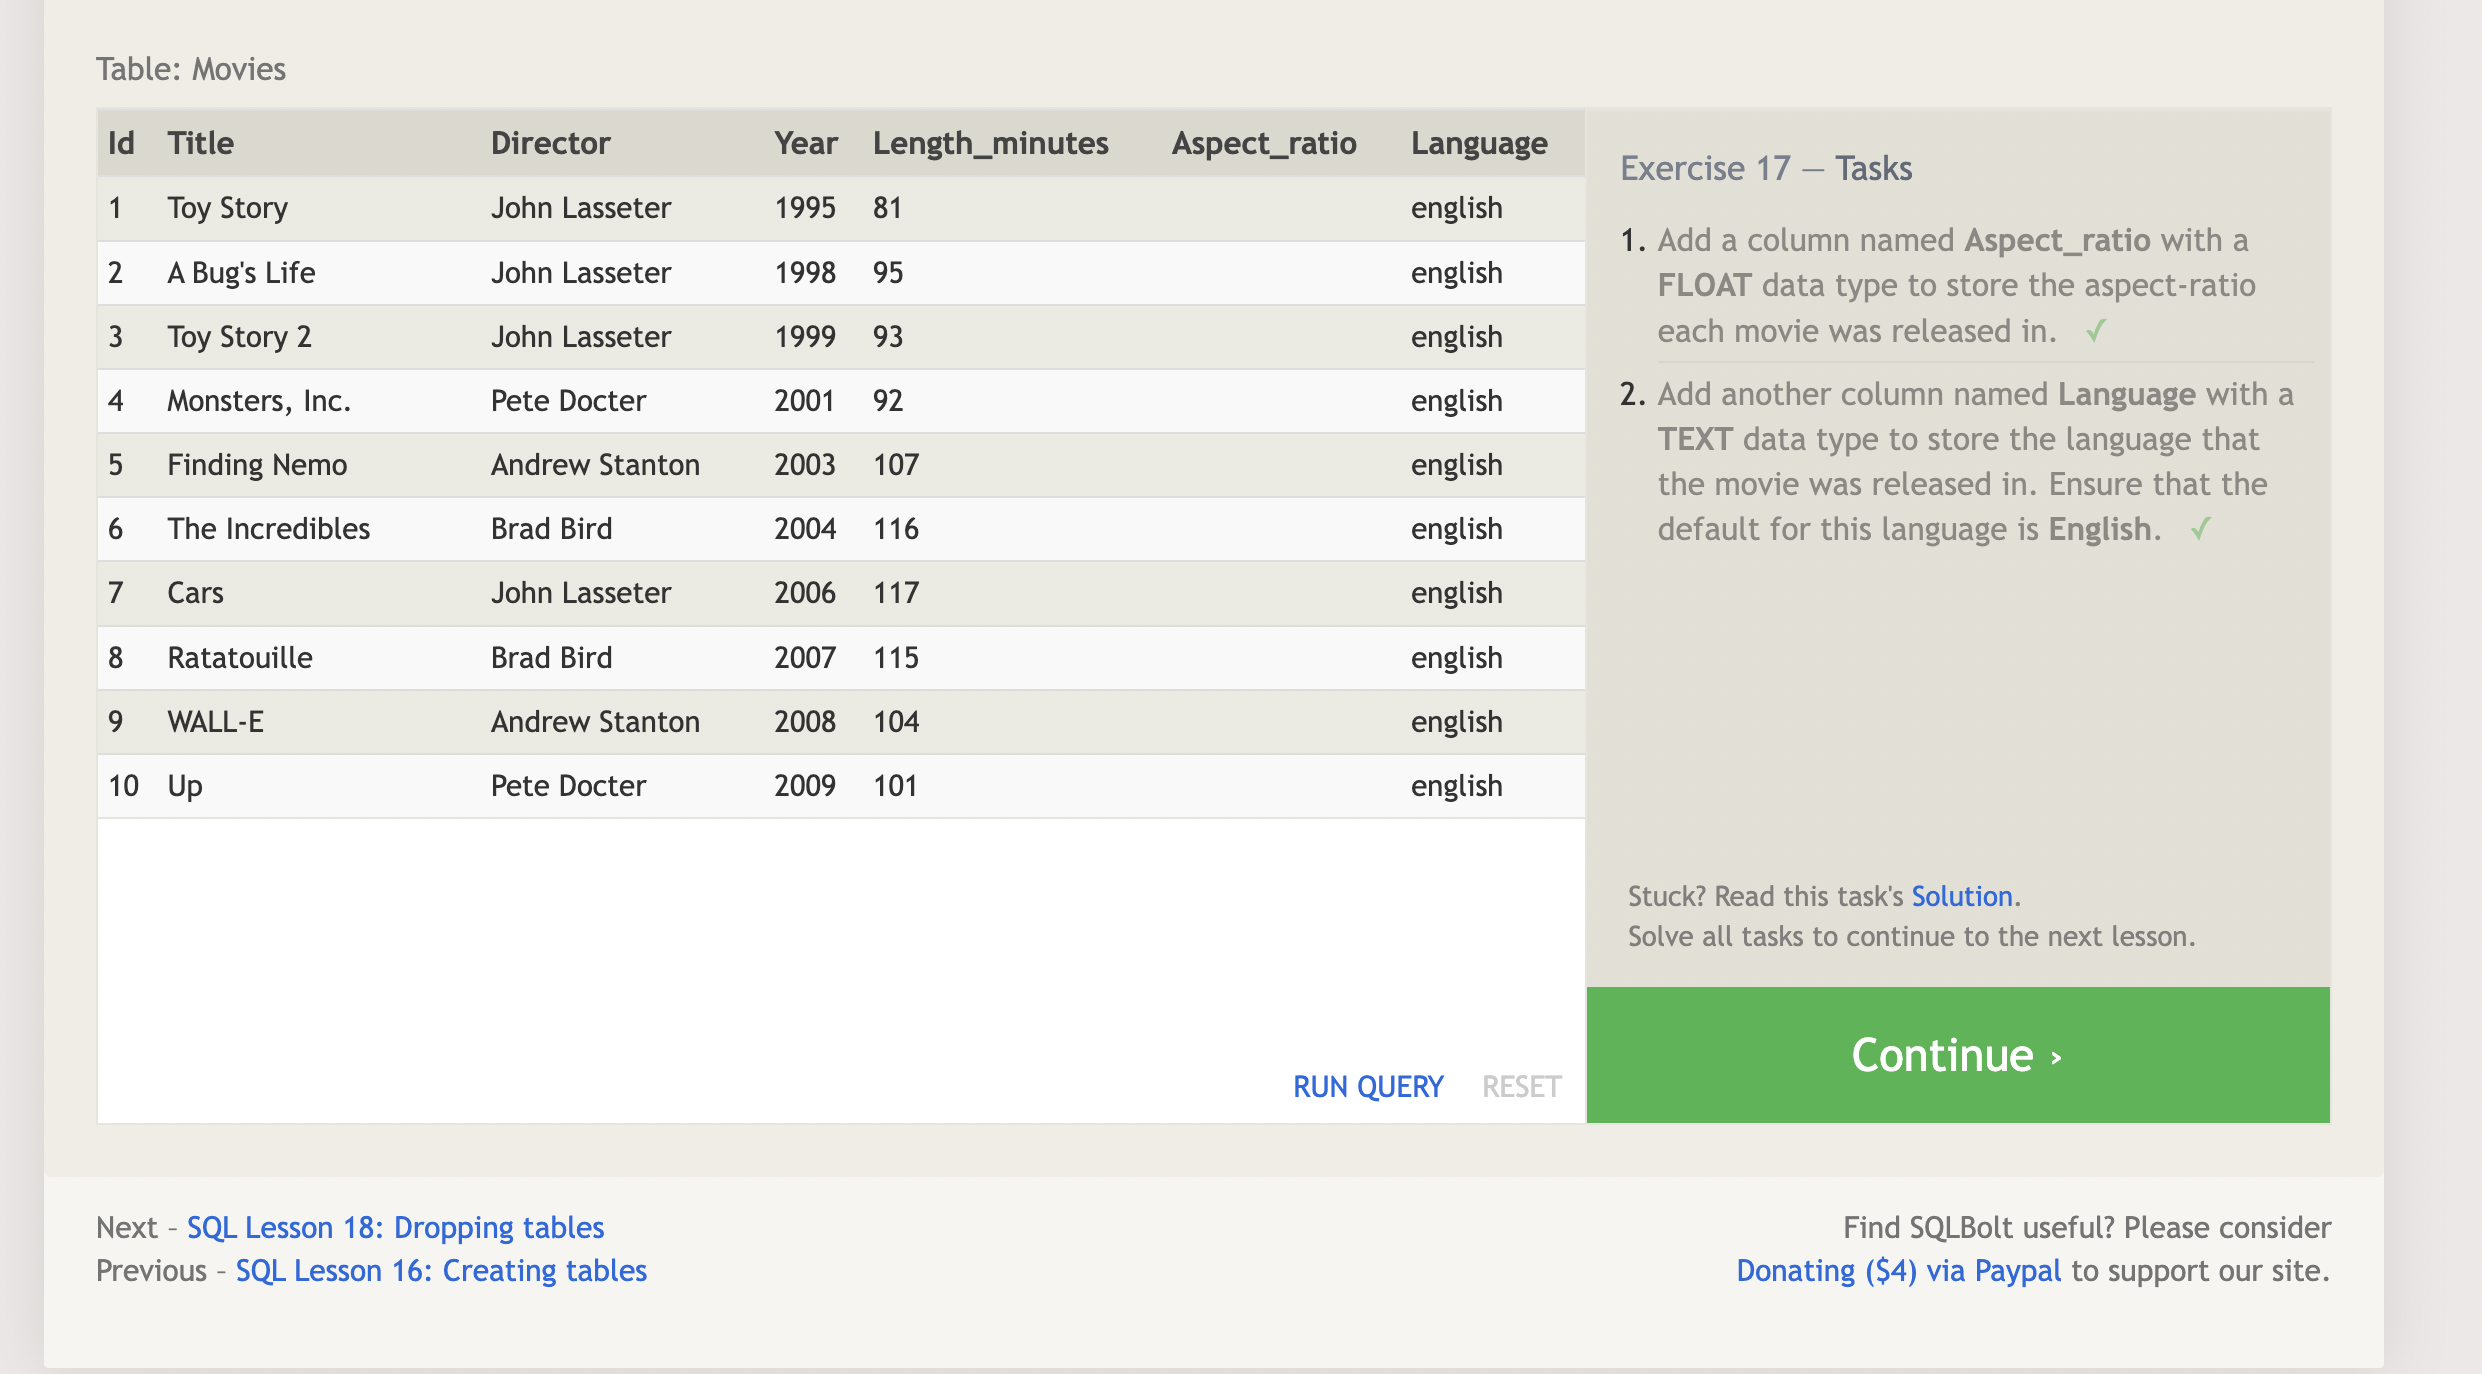 Table: Movies
Id Title Director Year Length_minutes Aspect_ratio Language
1 Toy Story John Lasseter 1995 81 english
2 A Bug's Life John Lasseter 1998 95 english
3 Toy Story 2 John Lasseter 1999 93 english
4 Monsters, Inc. Pete Docter 2001 92 english
5 Finding Nemo Andrew Stanton 2003 107 english
6 The Incredibles Brad Bird 2004 116 english
7 Cars John Lasseter 2006 117 english
8 Ratatouille Brad Bird 2007 115 english
9 WALL-E Andrew Stanton 2008 104 english
10 Up Pete Docter 2009 101 english
RUN QUERY RESET
Exercise 17 — Tasks
1. Add a column named Aspect_ratio with a
FLOAT data type to store the aspect-ratio
each movie was released in. ✓
2. Add another column named Language with a
TEXT data type to store the language that
the movie was released in. Ensure that the
default for this language is English. ✓
Stuck? Read this task's Solution.
Solve all tasks to continue to the next lesson.
Continue ›
Next – SQL Lesson 18: Dropping tables
Previous – SQL Lesson 16: Creating tables
Find SQLBolt useful? Please consider
Donating ($4) via Paypal to support our site.